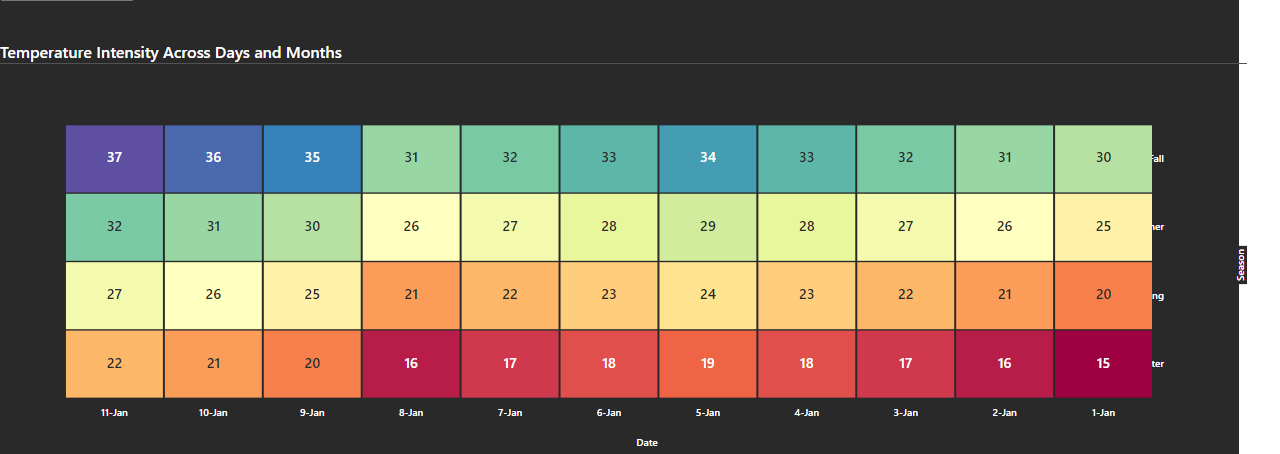 Temperature Intensity Across Days and Months
37 36 35 31 32 33 34 33 32 31 30 Fall
32 31 30 26 27 28 29 28 27 26 25 ner
27 26 25 21 22 23 24 23 22 21 20 ng
22 21 20 16 17 18 19 18 17 16 15 ter
Season
11-Jan 10-Jan 9-Jan 8-Jan 7-Jan 6-Jan 5-Jan 4-Jan 3-Jan 2-Jan 1-Jan
Date